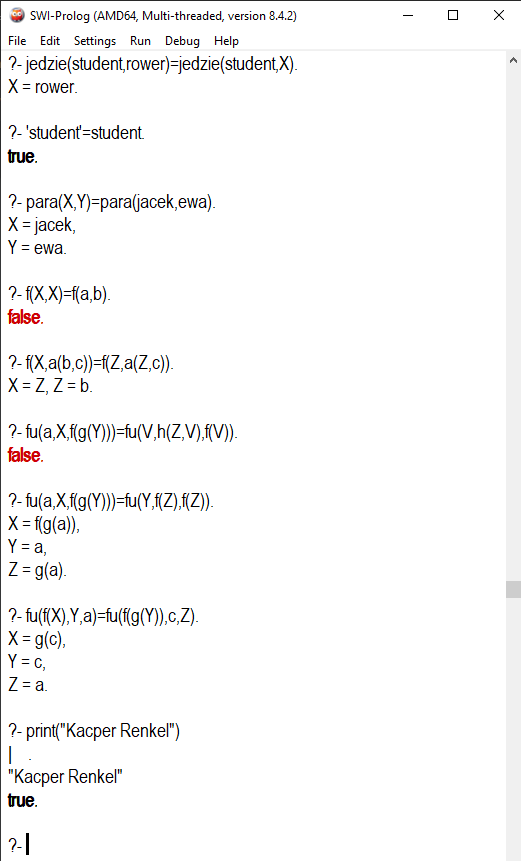 SWI-Prolog (AMD64, Multi-threaded, version 8.4.2)
File Edit Settings Run Debug Help
?- jedzie(student,rower)=jedzie(student,X).
X = rower.
?- 'student'=student.
true.
?- para(X,Y)=para(jacek,ewa).
X = jacek,
Y = ewa.
?- f(X,X)=f(a,b).
false.
?- f(X,a(b,c))=f(Z,a(Z,c)).
X = Z, Z = b.
?- fu(a,X,f(g(Y)))=fu(V,h(Z,V),f(V)).
false.
?- fu(a,X,f(g(Y)))=fu(Y,f(Z),f(Z)).
X = f(g(a)),
Y = a,
Z = g(a).
?- fu(f(X),Y,a)=fu(f(g(Y)),c,Z).
X = g(c),
Y = c,
Z = a.
?- print("Kacper Renkel")
| .
"Kacper Renkel"
true.
?-